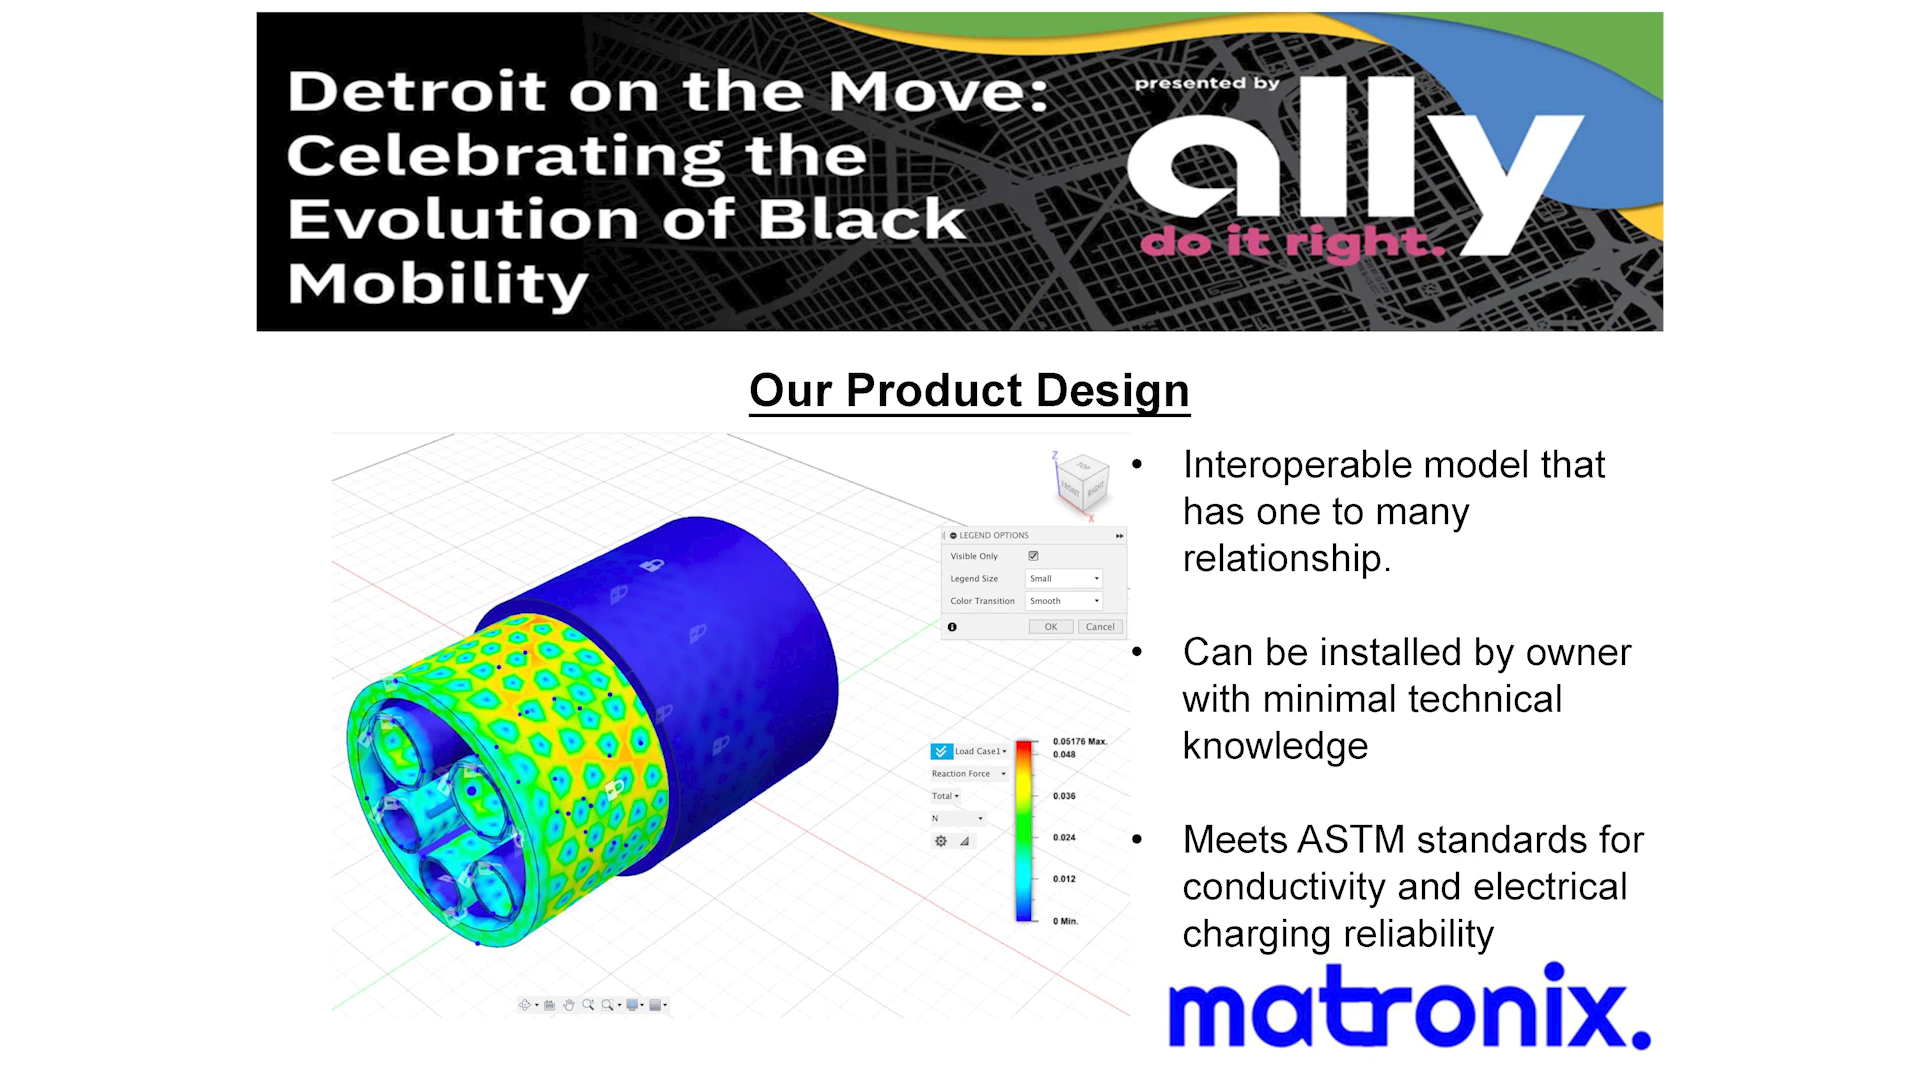 Detroit on the Move:
Celebrating the
Evolution of Black
Mobility
presented by
ally
do it right.
Our Product Design
Z
TOP
FRONT
RIGHT
X
LEGEND OPTIONS
Visible Only
Legend Size Small
Color Transition Smooth
OK Cancel
Load Case1
Reaction Force
Total
N
0.05176 Max.
0.048
0.036
0.024
0.012
0 Min.
• Interoperable model that
has one to many
relationship.
• Can be installed by owner
with minimal technical
knowledge
• Meets ASTM standards for
conductivity and electrical
charging reliability
matronix.